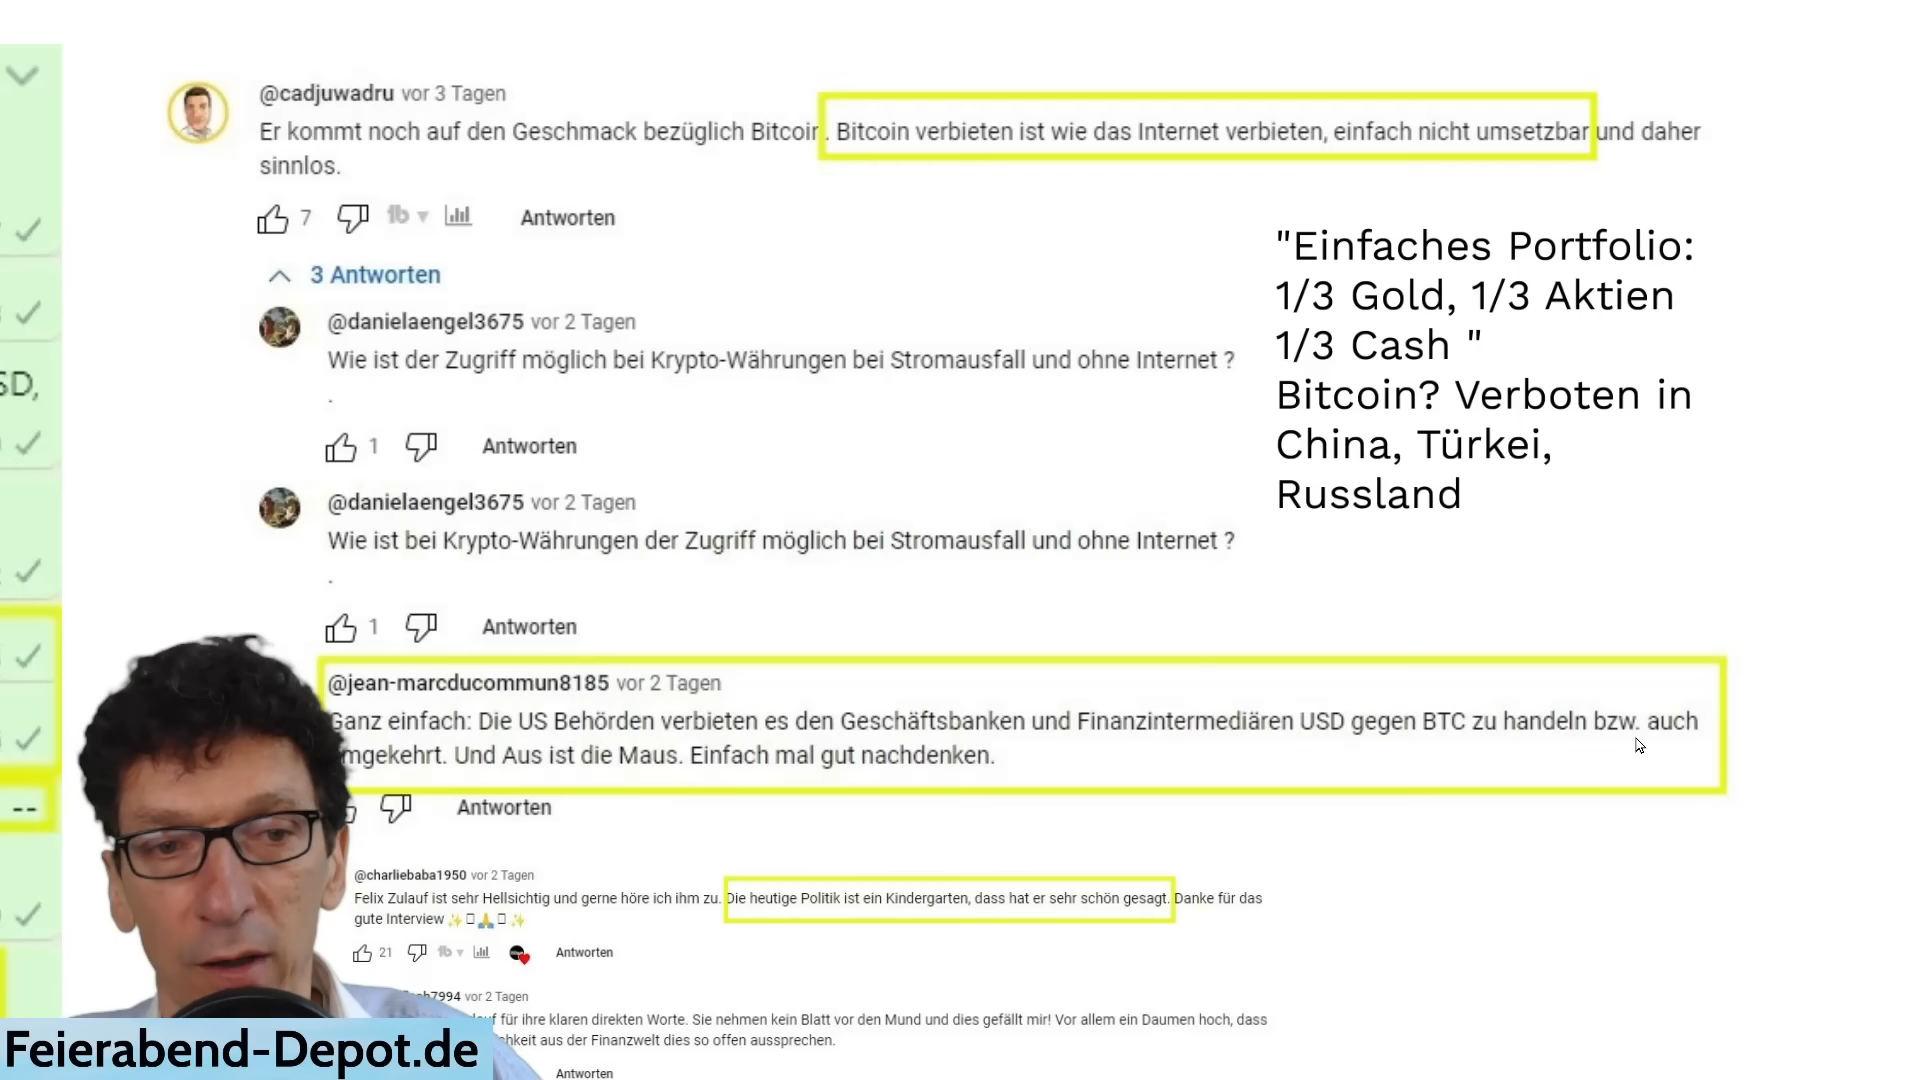 @cadjuwadru vor 3 Tagen
Er kommt noch auf den Geschmack bezüglich Bitcoin. Bitcoin verbieten ist wie das Internet verbieten, einfach nicht umsetzbar und daher
sinnlos.
7 Antworten
3 Antworten
@danielaengel3675 vor 2 Tagen
Wie ist der Zugriff möglich bei Krypto-Währungen bei Stromausfall und ohne Internet ?
.
1 Antworten
@danielaengel3675 vor 2 Tagen
Wie ist bei Krypto-Währungen der Zugriff möglich bei Stromausfall und ohne Internet ?
.
1 Antworten
@jean-marcducommun8185 vor 2 Tagen
Ganz einfach: Die US Behörden verbieten es den Geschäftsbanken und Finanzintermediären USD gegen BTC zu handeln bzw. auch
umgekehrt. Und Aus ist die Maus. Einfach mal gut nachdenken.
Antworten
@charliebaba1950 vor 2 Tagen
Felix Zulauf ist sehr Hellsichtig und gerne höre ich ihm zu. Die heutige Politik ist ein Kindergarten, dass hat er sehr schön gesagt. Danke für das
gute Interview ✨🙏✨
21 Antworten
vor 2 Tagen
für ihre klaren direkten Worte. Sie nehmen kein Blatt vor den Mund und dies gefällt mir! Vor allem ein Daumen hoch, dass
aus der Finanzwelt dies so offen aussprechen.
Antworten
"Einfaches Portfolio:
1/3 Gold, 1/3 Aktien
1/3 Cash "
Bitcoin? Verboten in
China, Türkei,
Russland
SD,
--
Feierabend-Depot.de